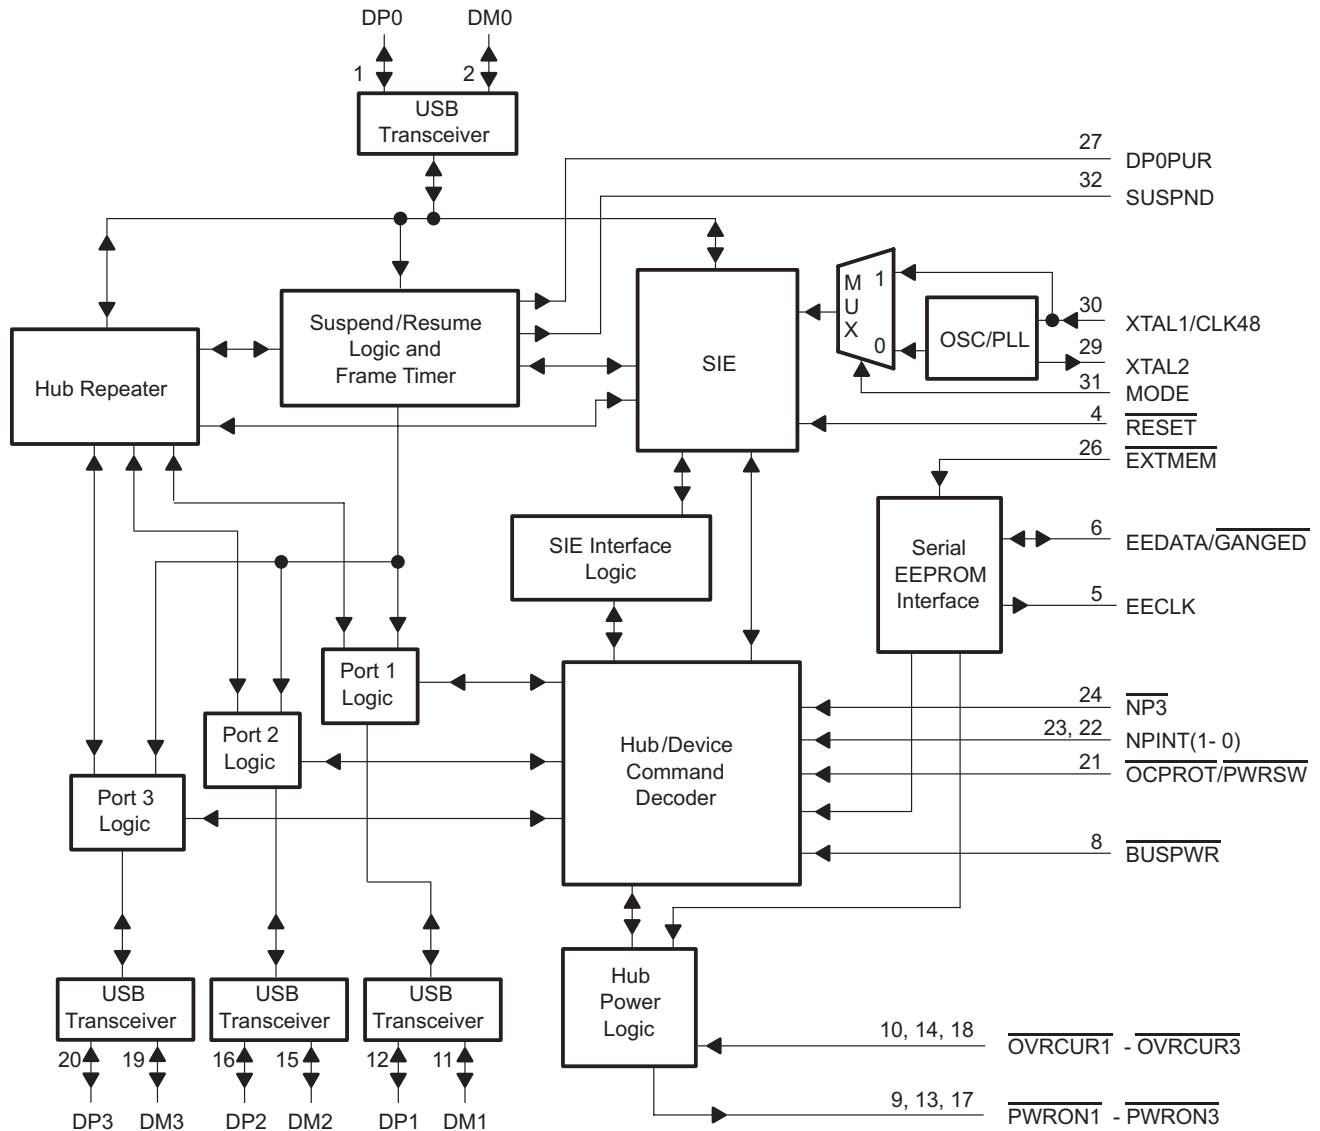 DP0
DM0
1
2
USB
Transceiver
27
DP0PUR
32
SUSPND
Suspend/Resume
Logic and
Frame Timer
Hub Repeater
SIE
M
U
X
1
0
OSC/PLL
30
XTAL1/CLK48
29
XTAL2
31
MODE
4
RESET
26
EXTMEM
SIE Interface
Logic
Serial
EEPROM
Interface
6
EEDATA/GANGED
5
EECLK
Port 1
Logic
Port 2
Logic
Port 3
Logic
Hub/Device
Command
Decoder
24
NP3
23, 22
NPINT(1- 0)
21
OCPROT/PWRSW
8
BUSPWR
USB
Transceiver
USB
Transceiver
USB
Transceiver
Hub
Power
Logic
10, 14, 18
OVRCUR1 - OVRCUR3
9, 13, 17
PWRON1 - PWRON3
20
19
16
15
12
11
DP3
DM3
DP2
DM2
DP1
DM1